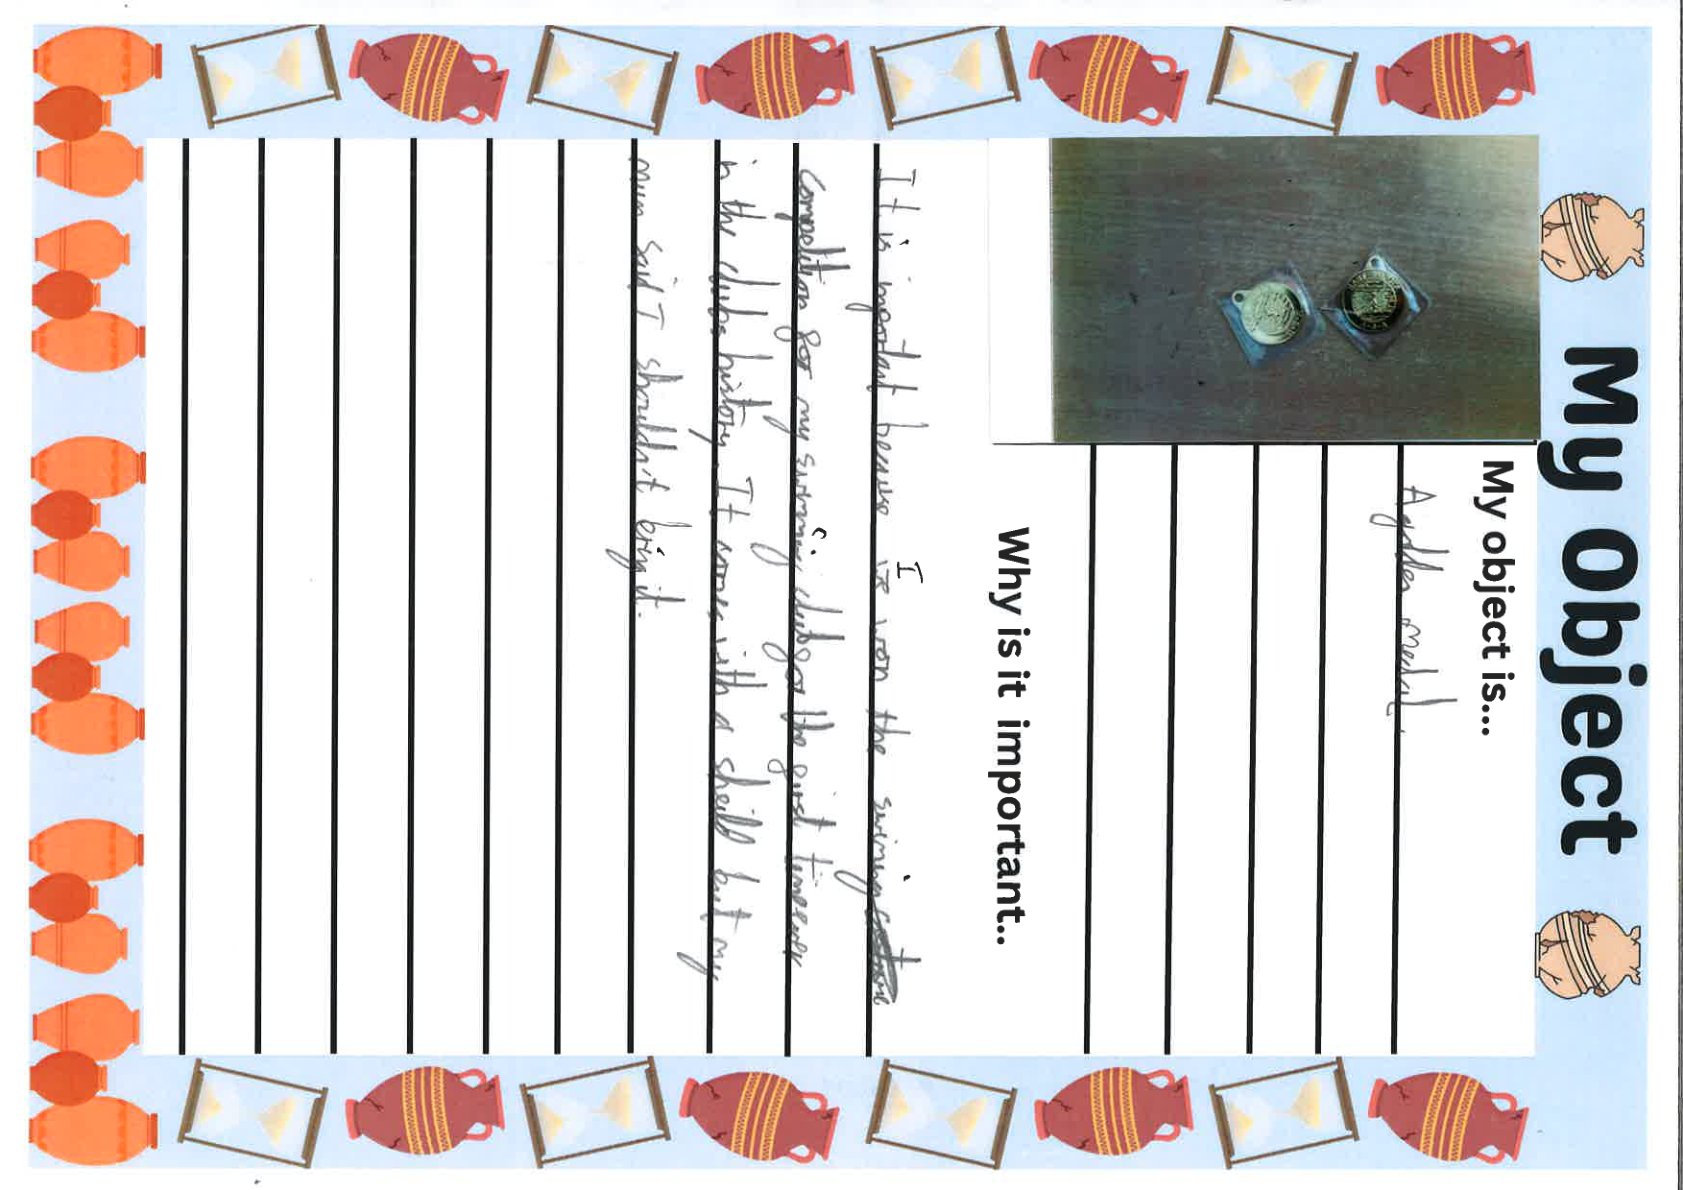 My Object
My object is...
A golden medal.
Why is it important..
It is important because I won the swiming
competition for my swimming club for the first time ever
in the clubs history. It comes with a sheild but my
mum said I shouldn't bring it.